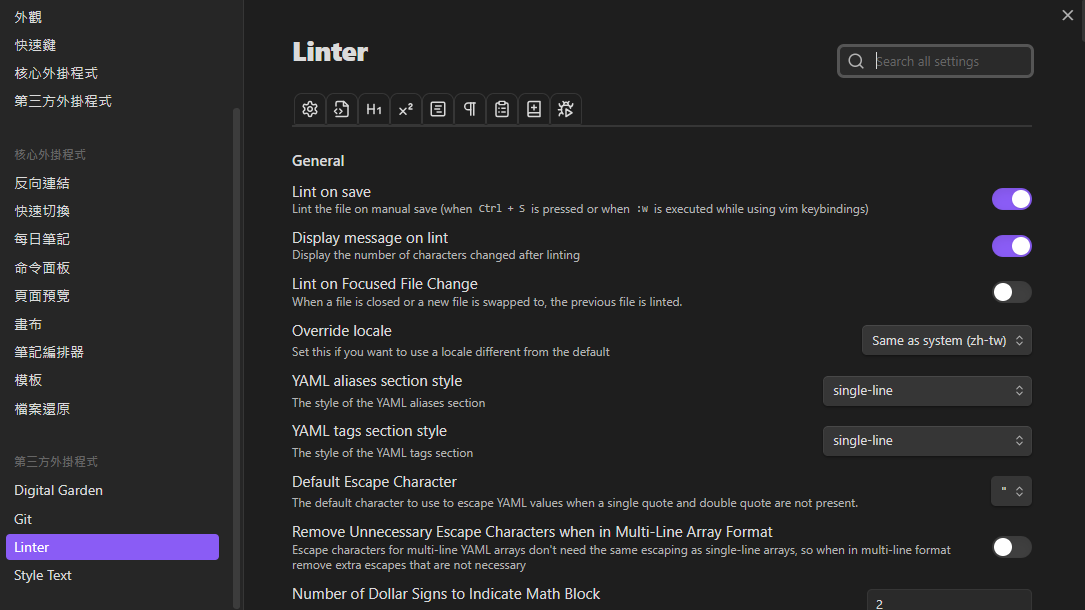 外觀
快速鍵
核心外掛程式
第三方外掛程式
核心外掛程式
反向連結
快速切換
每日筆記
命令面板
頁面預覽
畫布
筆記編排器
模板
檔案還原
第三方外掛程式
Digital Garden
Git
Linter
Style Text
Linter
Search all settings
H1
x²
General
Lint on save
Lint the file on manual save (when Ctrl + S is pressed or when :w is executed while using vim keybindings)
Display message on lint
Display the number of characters changed after linting
Lint on Focused File Change
When a file is closed or a new file is swapped to, the previous file is linted.
Override locale
Set this if you want to use a locale different from the default
Same as system (zh-tw)
YAML aliases section style
The style of the YAML aliases section
single-line
YAML tags section style
The style of the YAML tags section
single-line
Default Escape Character
The default character to use to escape YAML values when a single quote and double quote are not present.
"
Remove Unnecessary Escape Characters when in Multi-Line Array Format
Escape characters for multi-line YAML arrays don't need the same escaping as single-line arrays, so when in multi-line format
remove extra escapes that are not necessary
Number of Dollar Signs to Indicate Math Block
2